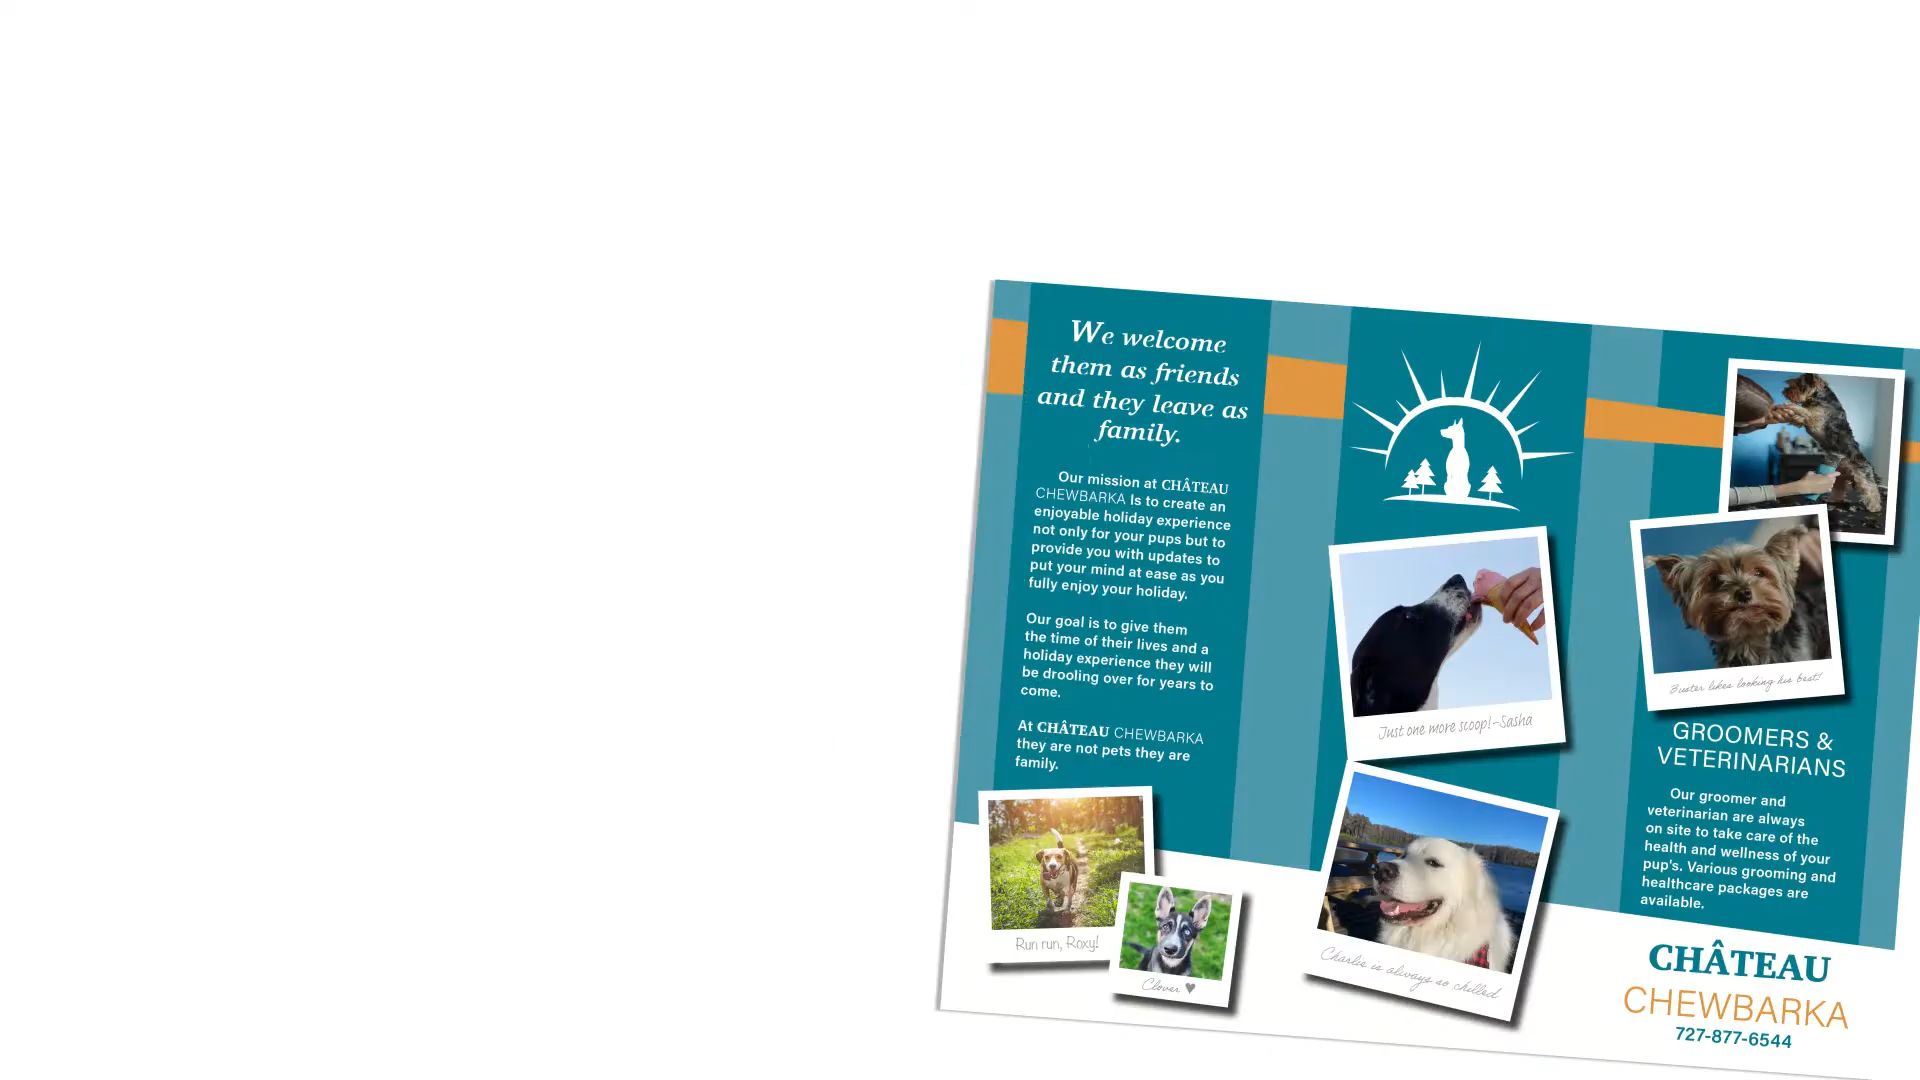 We welcome
them as friends
and they leave as
family.
Our mission at CHÂTEAU
CHEWBARKA Is to create an
enjoyable holiday experience
not only for your pups but to
provide you with updates to
put your mind at ease as you
fully enjoy your holiday.
Our goal is to give them
the time of their lives and a
holiday experience they will
be drooling over for years to
come.
At CHÂTEAU CHEWBARKA
they are not pets they are
family.
Run run, Roxy!
Clover ♥
Just one more scoop!-Sasha
Charlie is always so chilled
Buster likes looking his best!
GROOMERS &
VETERINARIANS
Our groomer and
veterinarian are always
on site to take care of the
health and wellness of your
pup's. Various grooming and
healthcare packages are
available.
CHÂTEAU
CHEWBARKA
727-877-6544